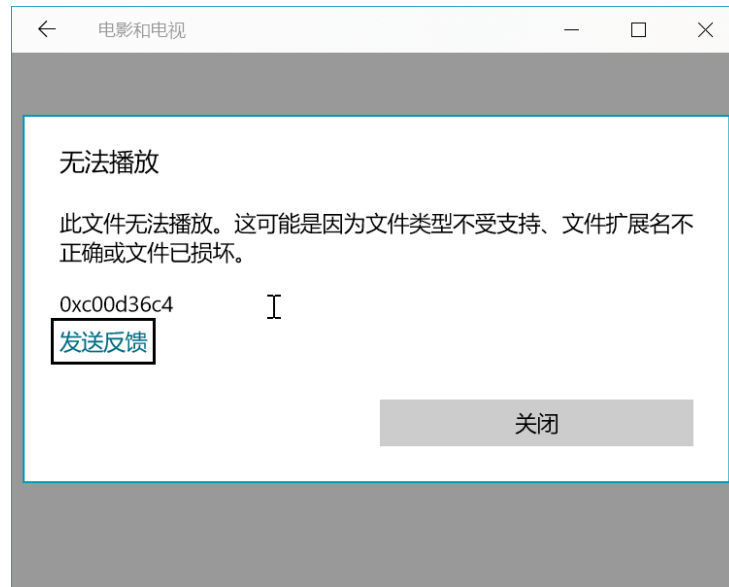 电影和电视
无法播放
此文件无法播放。这可能是因为文件类型不受支持、文件扩展名不
正确或文件已损坏。
0xc00d36c4
发送反馈
关闭